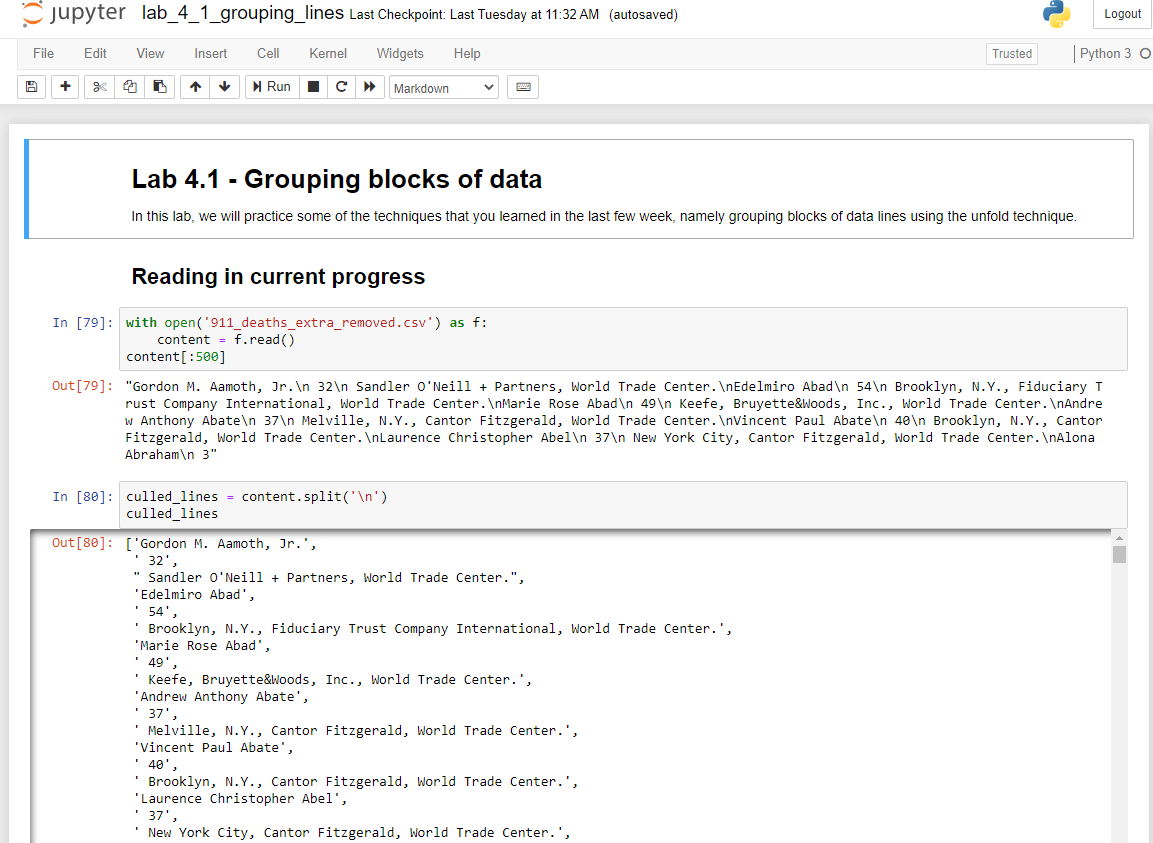 jupyter lab_4_1_grouping_lines Last Checkpoint: Last Tuesday at 11:32 AM (autosaved)
Logout
File Edit View Insert Cell Kernel Widgets Help
Trusted
Python 3
Run
Markdown
Lab 4.1 - Grouping blocks of data
In this lab, we will practice some of the techniques that you learned in the last few week, namely grouping blocks of data lines using the unfold technique.
Reading in current progress
In [79]: with open('911_deaths_extra_removed.csv') as f:
    content = f.read()
content[:500]
Out[79]: "Gordon M. Aamoth, Jr.\n 32\n Sandler O'Neill + Partners, World Trade Center.\nEdelmiro Abad\n 54\n Brooklyn, N.Y., Fiduciary T
rust Company International, World Trade Center.\nMarie Rose Abad\n 49\n Keefe, Bruyette&Woods, Inc., World Trade Center.\nAndre
w Anthony Abate\n 37\n Melville, N.Y., Cantor Fitzgerald, World Trade Center.\nVincent Paul Abate\n 40\n Brooklyn, N.Y., Cantor
Fitzgerald, World Trade Center.\nLaurence Christopher Abel\n 37\n New York City, Cantor Fitzgerald, World Trade Center.\nAlona
Abraham\n 3"
In [80]: culled_lines = content.split('\n')
culled_lines
Out[80]: ['Gordon M. Aamoth, Jr.',
' 32',
" Sandler O'Neill + Partners, World Trade Center.",
'Edelmiro Abad',
' 54',
' Brooklyn, N.Y., Fiduciary Trust Company International, World Trade Center.',
'Marie Rose Abad',
' 49',
' Keefe, Bruyette&Woods, Inc., World Trade Center.',
'Andrew Anthony Abate',
' 37',
' Melville, N.Y., Cantor Fitzgerald, World Trade Center.',
'Vincent Paul Abate',
' 40',
' Brooklyn, N.Y., Cantor Fitzgerald, World Trade Center.',
'Laurence Christopher Abel',
' 37',
' New York City, Cantor Fitzgerald, World Trade Center.',